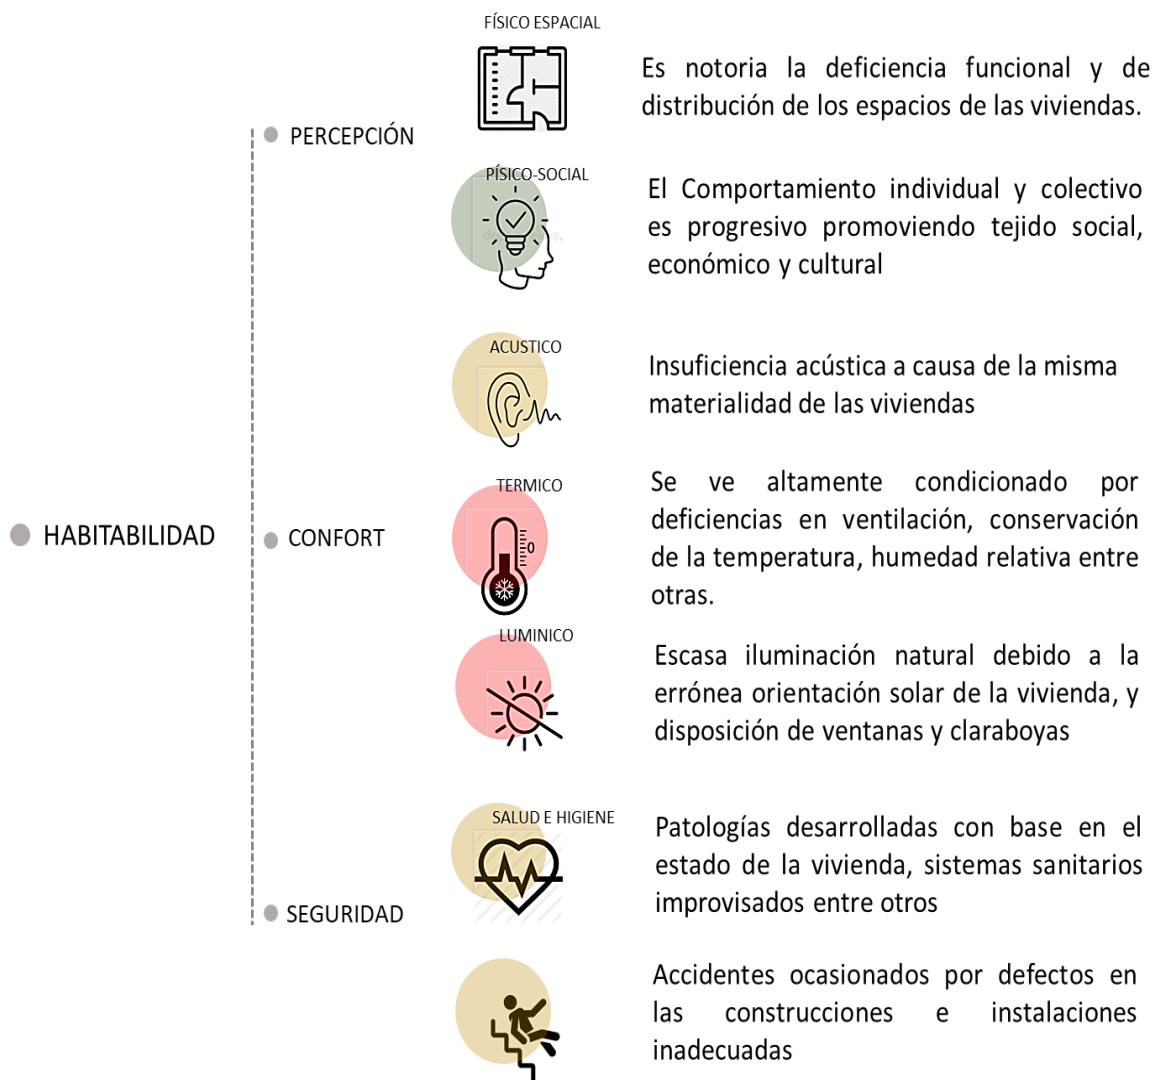 FÍSICO ESPACIAL
Es notoria la deficiencia funcional y de
distribución de los espacios de las viviendas.
PERCEPCIÓN
PÍSICO-SOCIAL
El Comportamiento individual y colectivo
es progresivo promoviendo tejido social,
económico y cultural
ACUSTICO
Insuficiencia acústica a causa de la misma
materialidad de las viviendas
HABITABILIDAD
CONFORT
TERMICO
0
Se ve altamente condicionado por
deficiencias en ventilación, conservación
de la temperatura, humedad relativa entre
otras.
LUMINICO
Escasa iluminación natural debido a la
errónea orientación solar de la vivienda, y
disposición de ventanas y claraboyas
SALUD E HIGIENE
Patologías desarrolladas con base en el
estado de la vivienda, sistemas sanitarios
improvisados entre otros
SEGURIDAD
Accidentes ocasionados por defectos en
las construcciones e instalaciones
inadecuadas